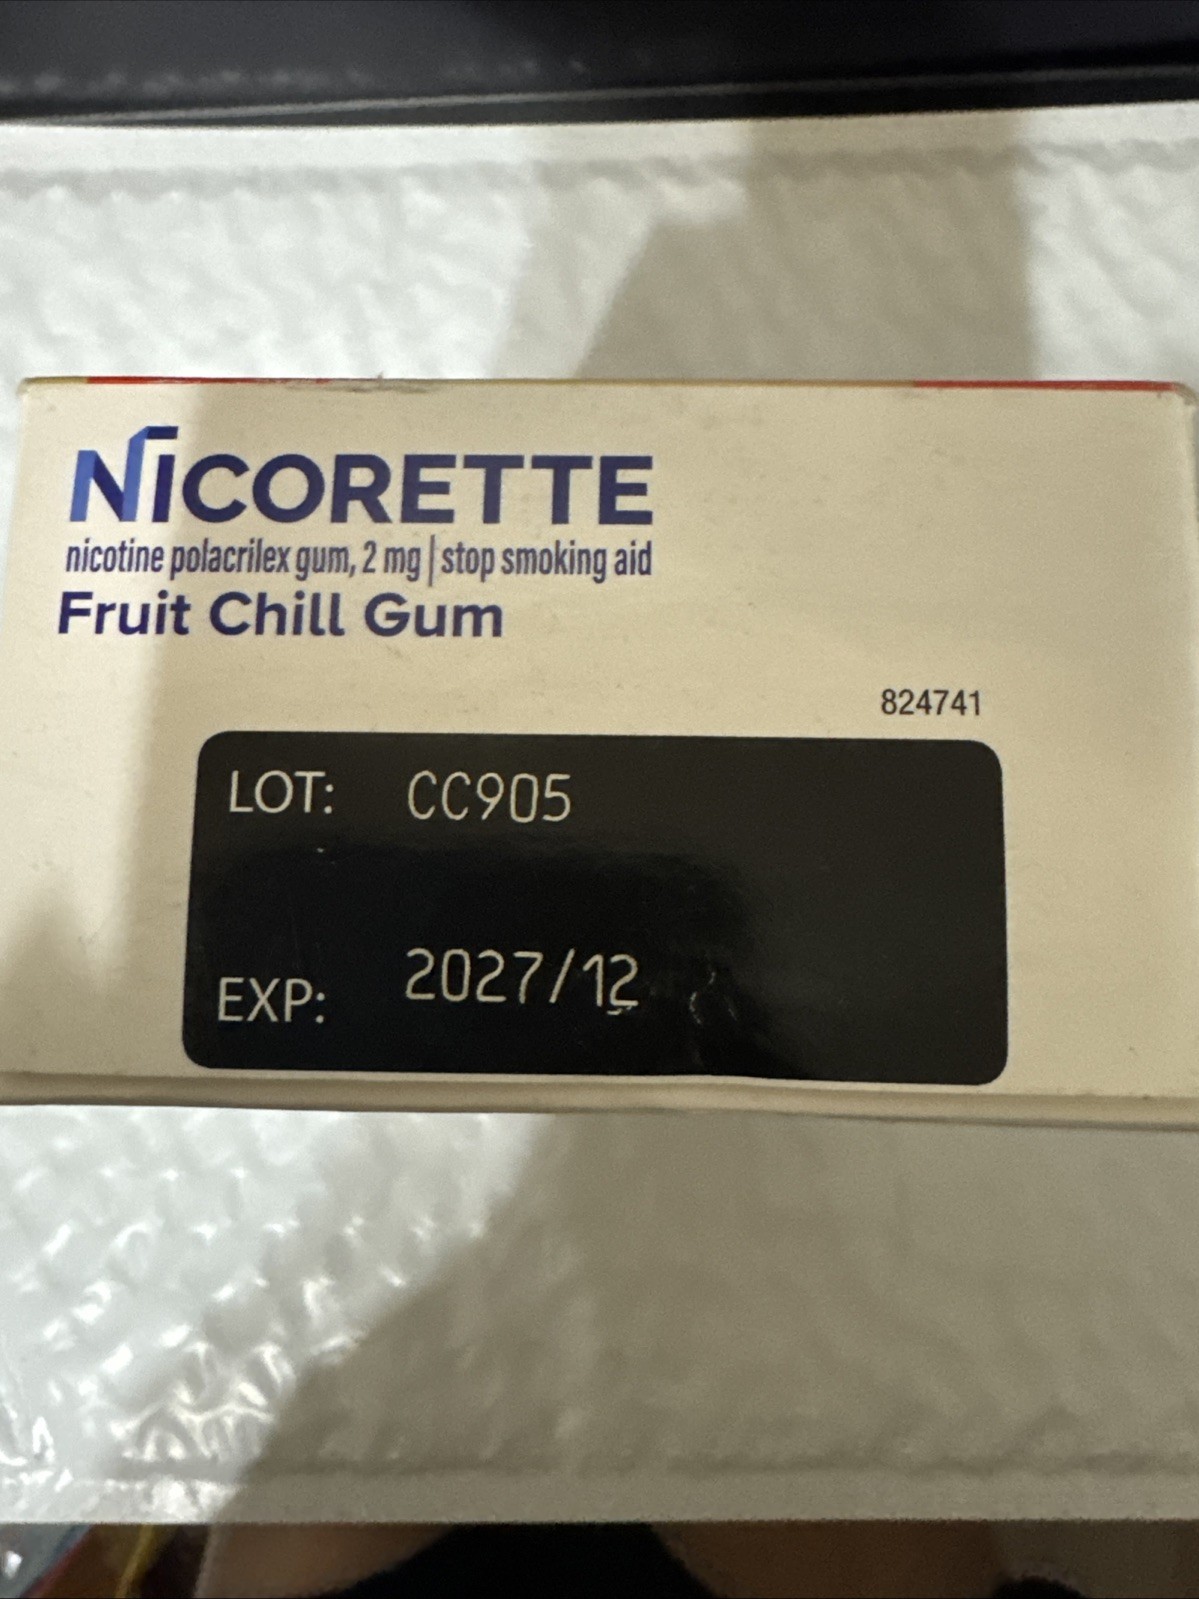 NICORETTE
nicotine polacrilex gum, 2 mg | stop smoking aid
Fruit Chill Gum
824741
LOT: CC905
EXP: 2027/12